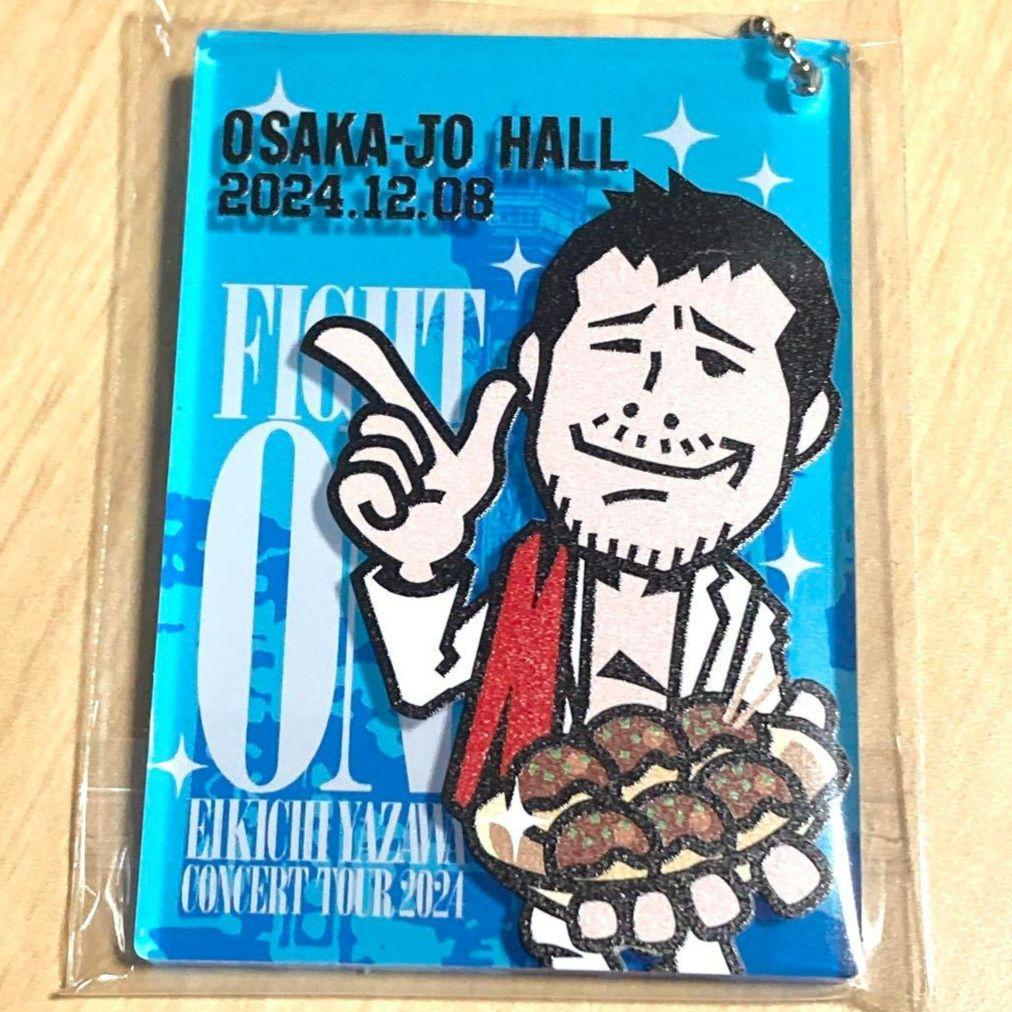 OSAKA-JO HALL
2024.12.08
FIGHT
ON
EIKICHI YAZAWA
CONCERT TOUR 2024